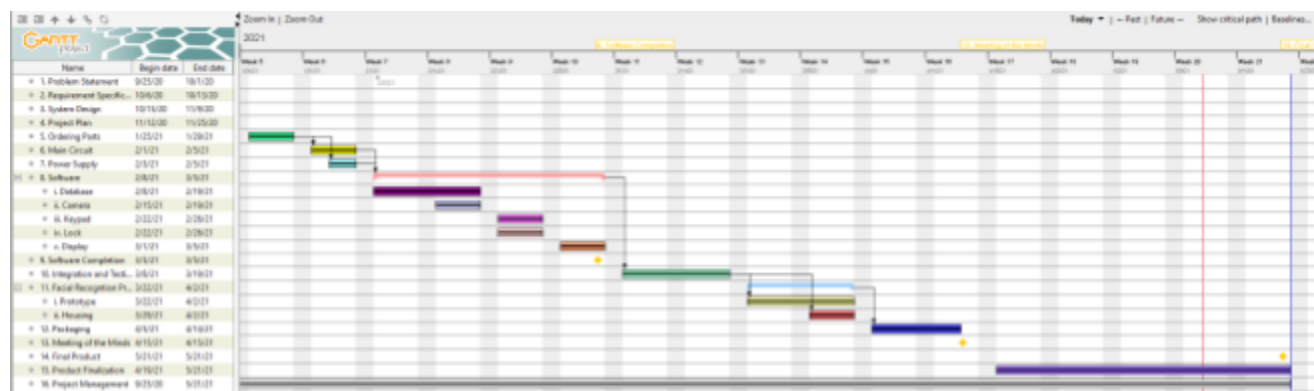 Zoom In | Zoom Out
Today ▾ | ← Past | Future → Show critical path | Baselines...
GANTT
project
2021
Software Completion
Meeting of the Minds
Name Begin date End date
Week 5 Week 6 Week 7 Week 8 Week 9 Week 10 Week 11 Week 12 Week 13 Week 14 Week 15 Week 16 Week 17 Week 18 Week 19 Week 20 Week 21
1. Problem Statement 9/25/20 10/1/20
2. Requirement Specific... 10/6/20 10/15/20
3. System Design
4. Project Plan 11/12/20 11/25/20
5. Ordering Parts 1/25/21
6. Main Circuit 2/1/21 2/5/21
7. Power Supply 2/3/21 2/5/21
8. Software 2/8/21 3/5/21
i. Database 2/8/21 2/19/21
ii. Camera 2/15/21 2/19/21
iii. Keypad 2/22/21
iv. Lock 2/22/21
v. Display 3/1/21 3/5/21
9. Software Completion 3/5/21 3/5/21
10. Integration and Testi... 3/8/21 3/19/21
11. Facial Recognition Pr... 3/22/21 4/2/21
i. Prototype 3/22/21 4/2/21
ii. Housing 3/29/21 4/2/21
12. Packaging 4/5/21 4/14/21
13. Meeting of the Minds 4/15/21 4/15/21
14. Final Product 5/21/21 5/21/21
15. Product Finalization 4/19/21 5/21/21
16. Project Management 9/25/20 5/21/21